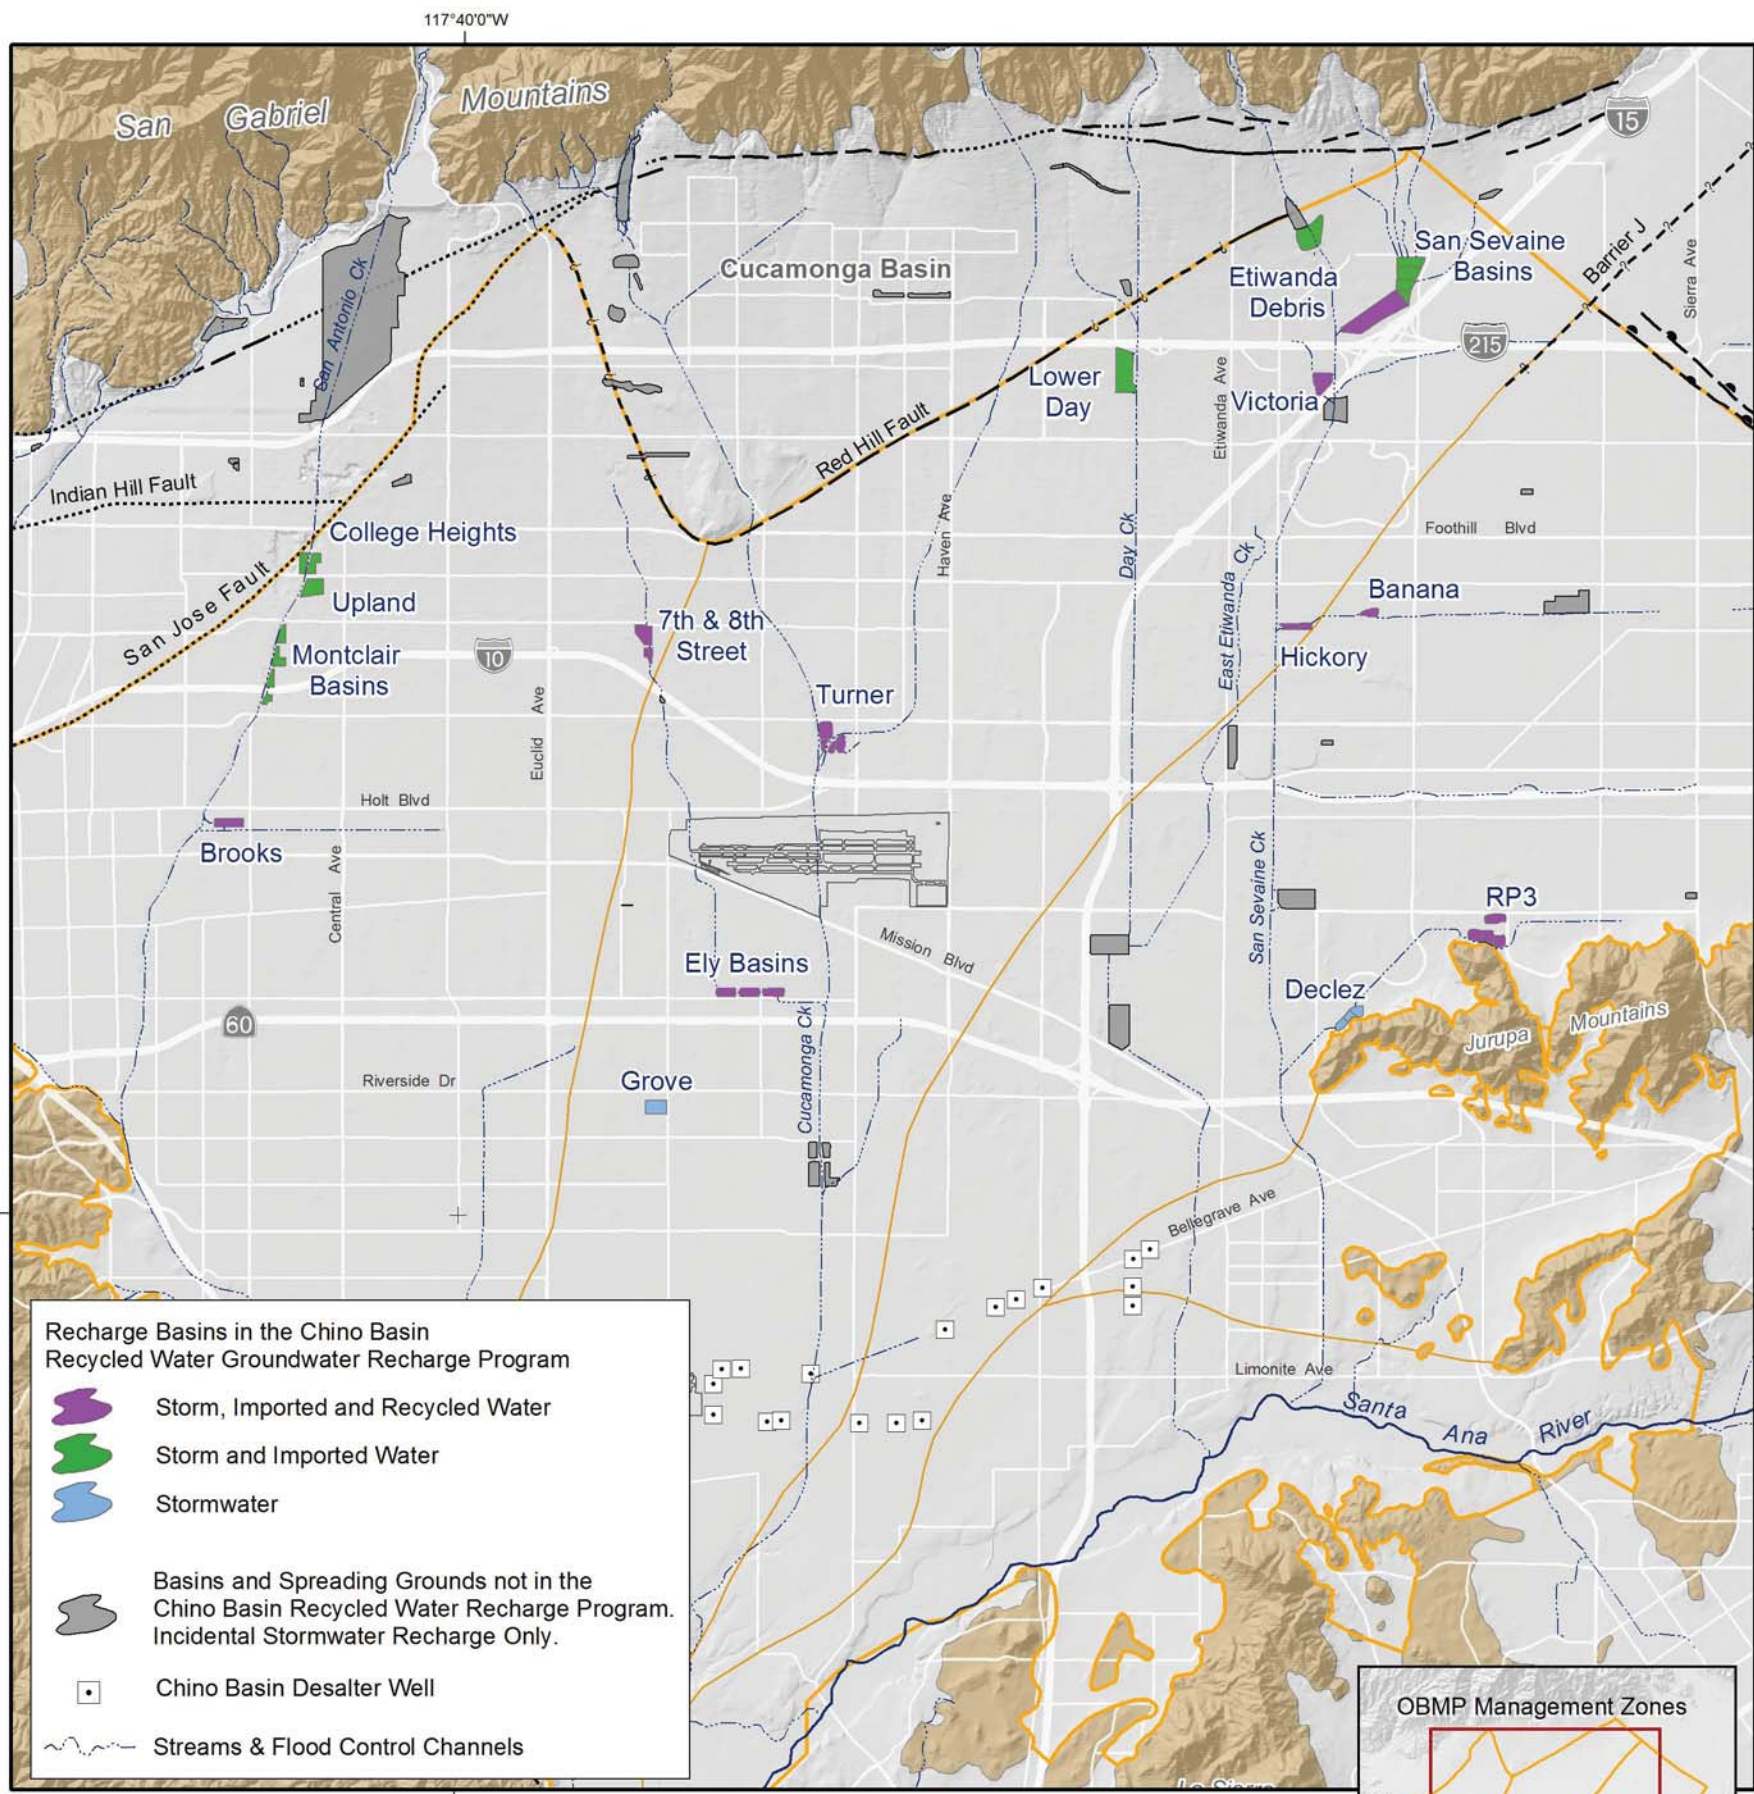 117°40'0"W
San Gabriel Mountains
15
San Antonio Ck
Cucamonga Basin
San Sevaine
Basins
Barrier J
Sierra Ave
Etiwanda
Debris
215
Lower
Day
Etiwanda Ave
Victoria
Red Hill Fault
Indian Hill Fault
Haven Ave
Foothill Blvd
College Heights
Day Ck
East Etiwanda Ck
San Jose Fault
Upland
Banana
7th & 8th
Street
Montclair
Basins
10
Hickory
Euclid Ave
Turner
Holt Blvd
Brooks
Central Ave
San Sevaine Ck
RP3
Mission Blvd
Ely Basins
Declez
60
Cucamonga Ck
Jurupa Mountains
Riverside Dr
Grove
Bellegrave Ave
Limonite Ave
Santa Ana River
Recharge Basins in the Chino Basin
Recycled Water Groundwater Recharge Program
Storm, Imported and Recycled Water
Storm and Imported Water
Stormwater
Basins and Spreading Grounds not in the
Chino Basin Recycled Water Recharge Program.
Incidental Stormwater Recharge Only.
Chino Basin Desalter Well
Streams & Flood Control Channels
OBMP Management Zones